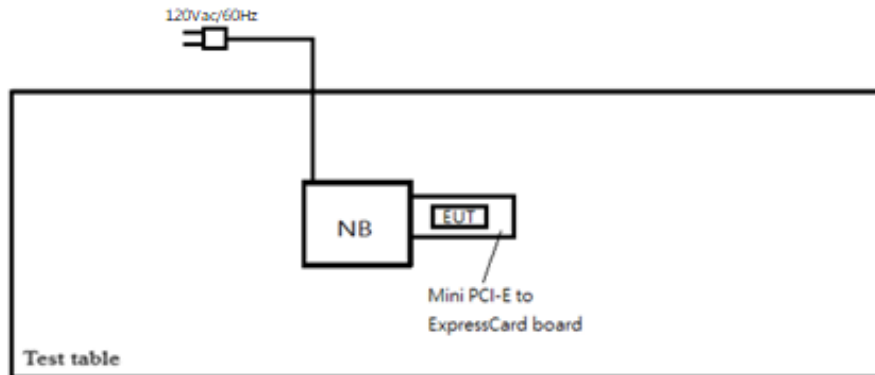 120Vac/60Hz
NB
EUT
Mini PCI-E to
ExpressCard board
Test table